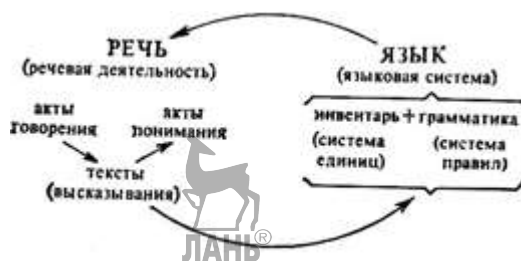 РЕЧЬ
(речевая деятельность)
акты
говорения
акты
понимания
тексты
(высказывания)
ЯЗЫК
(языковая система)
инвентарь + грамматика
(система
единиц)
(система
правил)
ЛАНЬ®